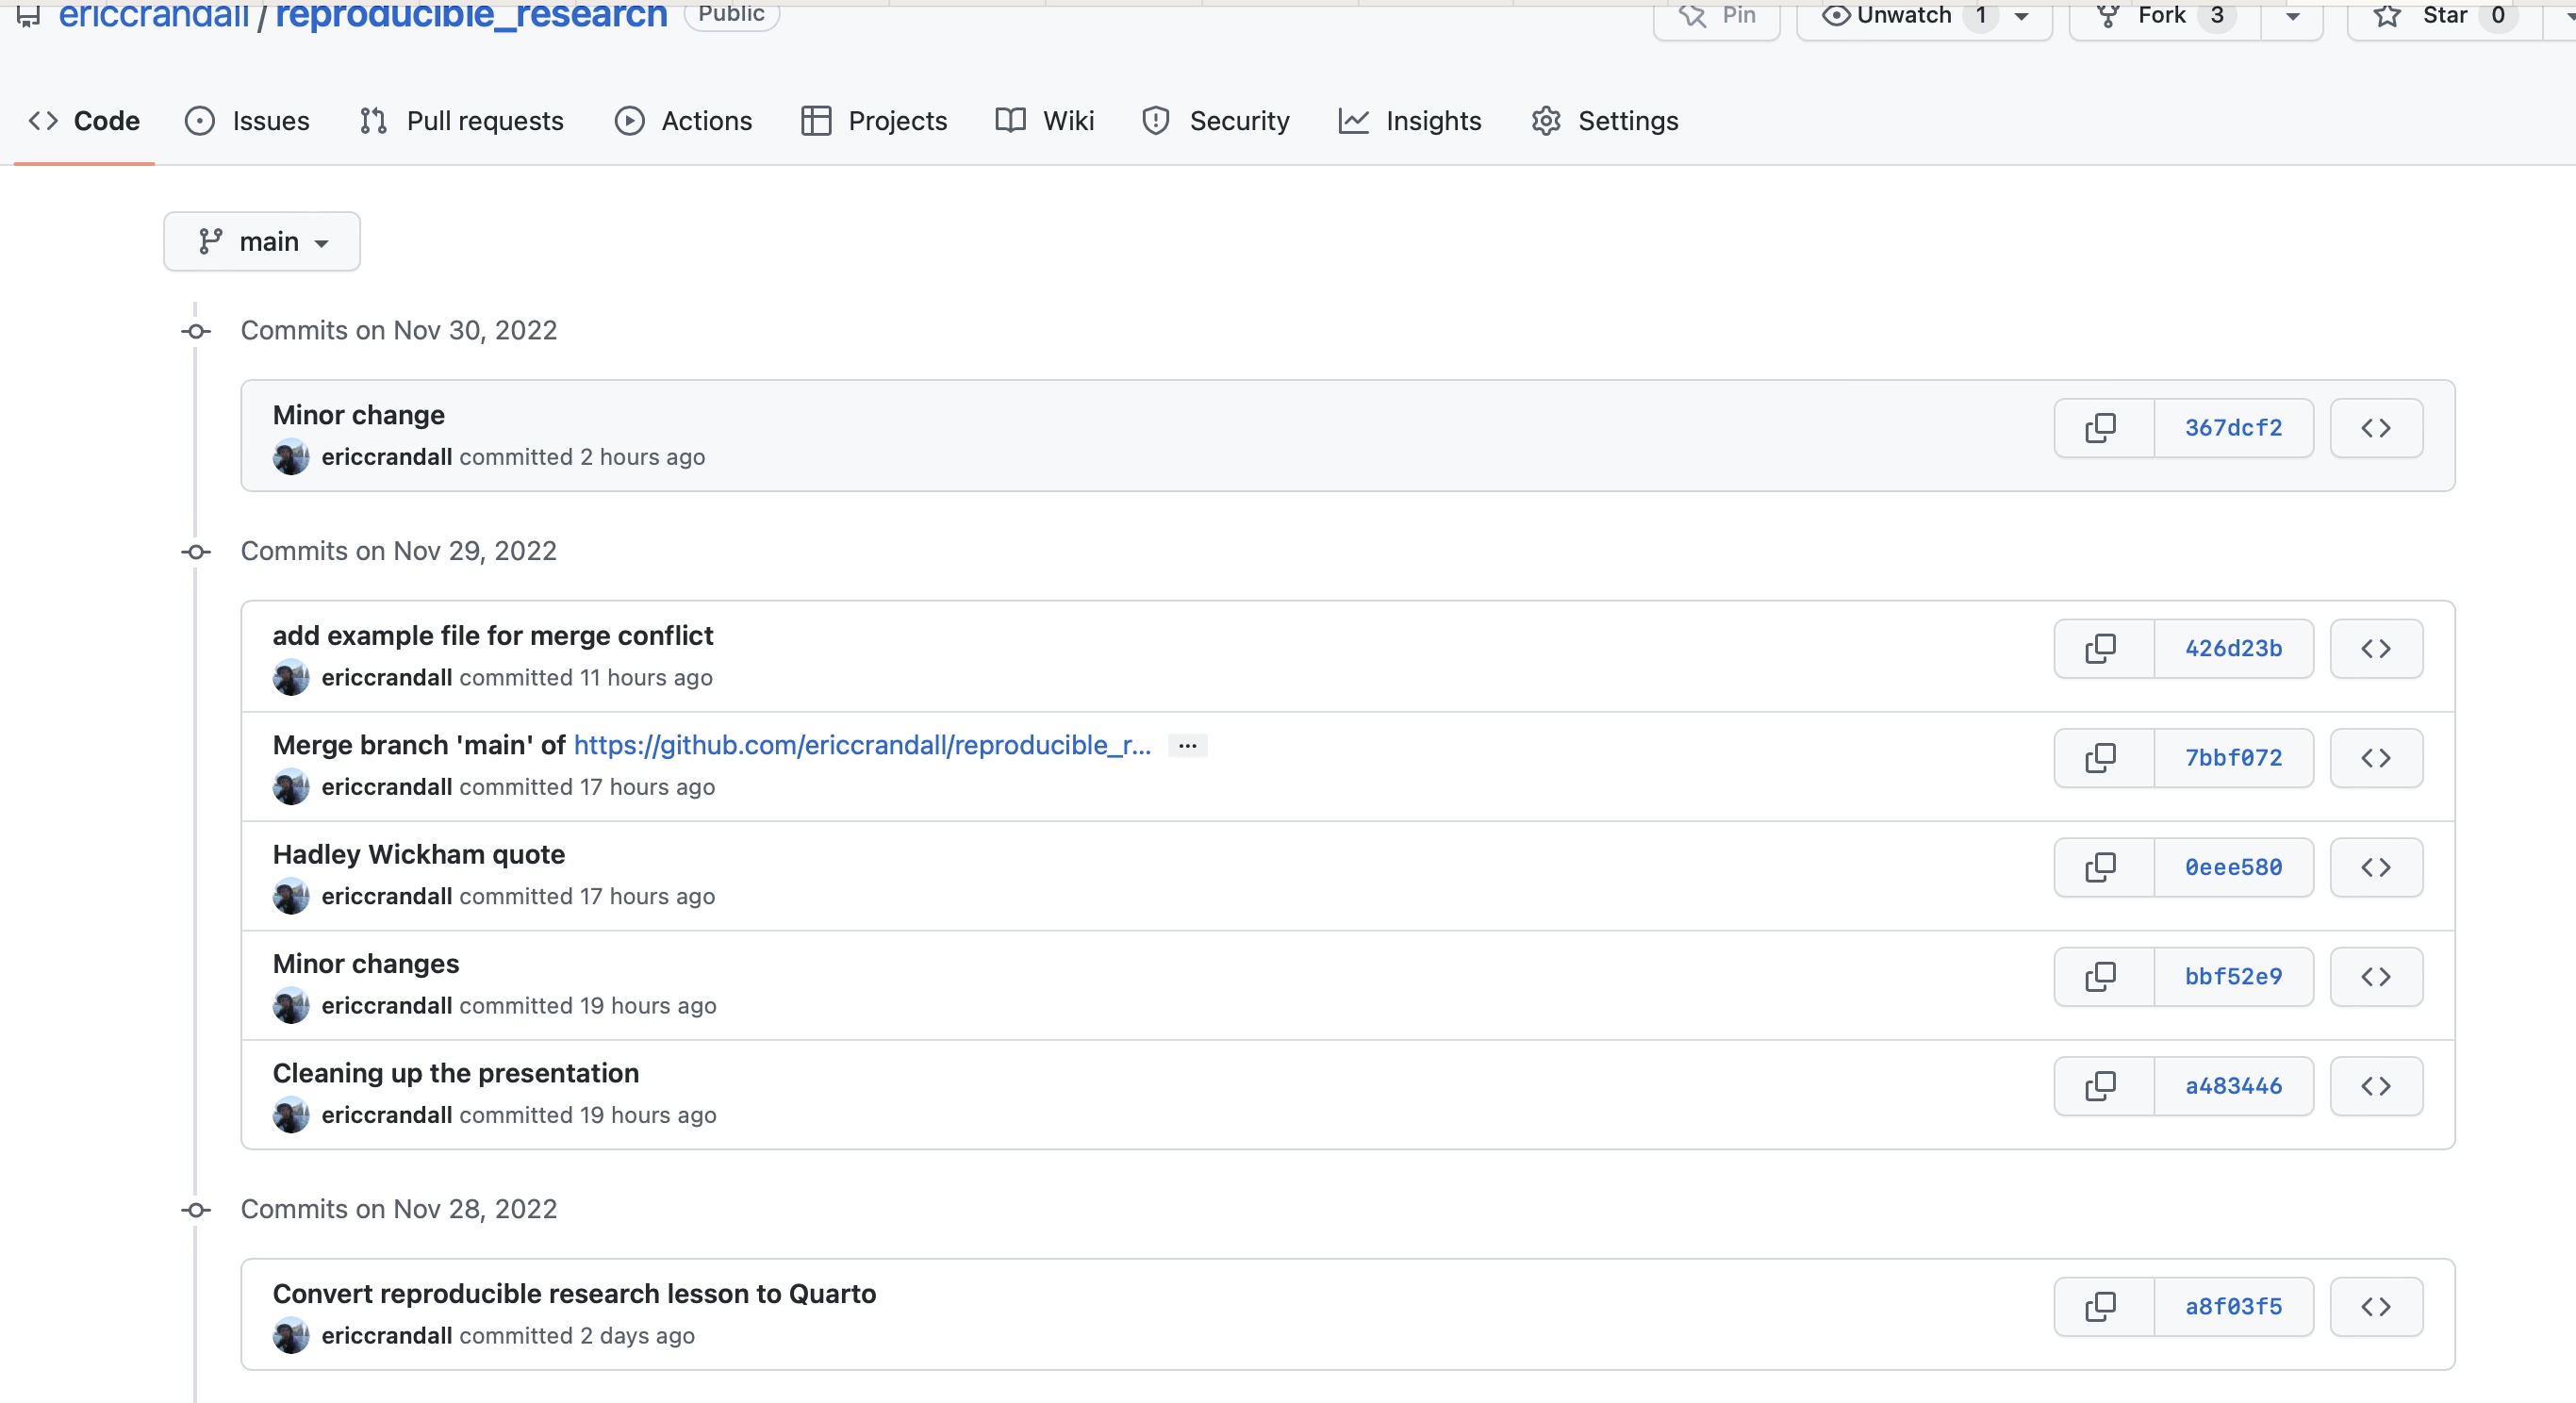 ericcrandall / reproducible_research Public Pin Unwatch 1 Fork 3 Star 0
Code Issues Pull requests Actions Projects Wiki Security Insights Settings
main
Commits on Nov 30, 2022
Minor change
ericcrandall committed 2 hours ago
367dcf2
Commits on Nov 29, 2022
add example file for merge conflict
ericcrandall committed 11 hours ago
426d23b
Merge branch 'main' of https://github.com/ericcrandall/reproducible_r... ...
ericcrandall committed 17 hours ago
7bbf072
Hadley Wickham quote
ericcrandall committed 17 hours ago
0eee580
Minor changes
ericcrandall committed 19 hours ago
bbf52e9
Cleaning up the presentation
ericcrandall committed 19 hours ago
a483446
Commits on Nov 28, 2022
Convert reproducible research lesson to Quarto
ericcrandall committed 2 days ago
a8f03f5